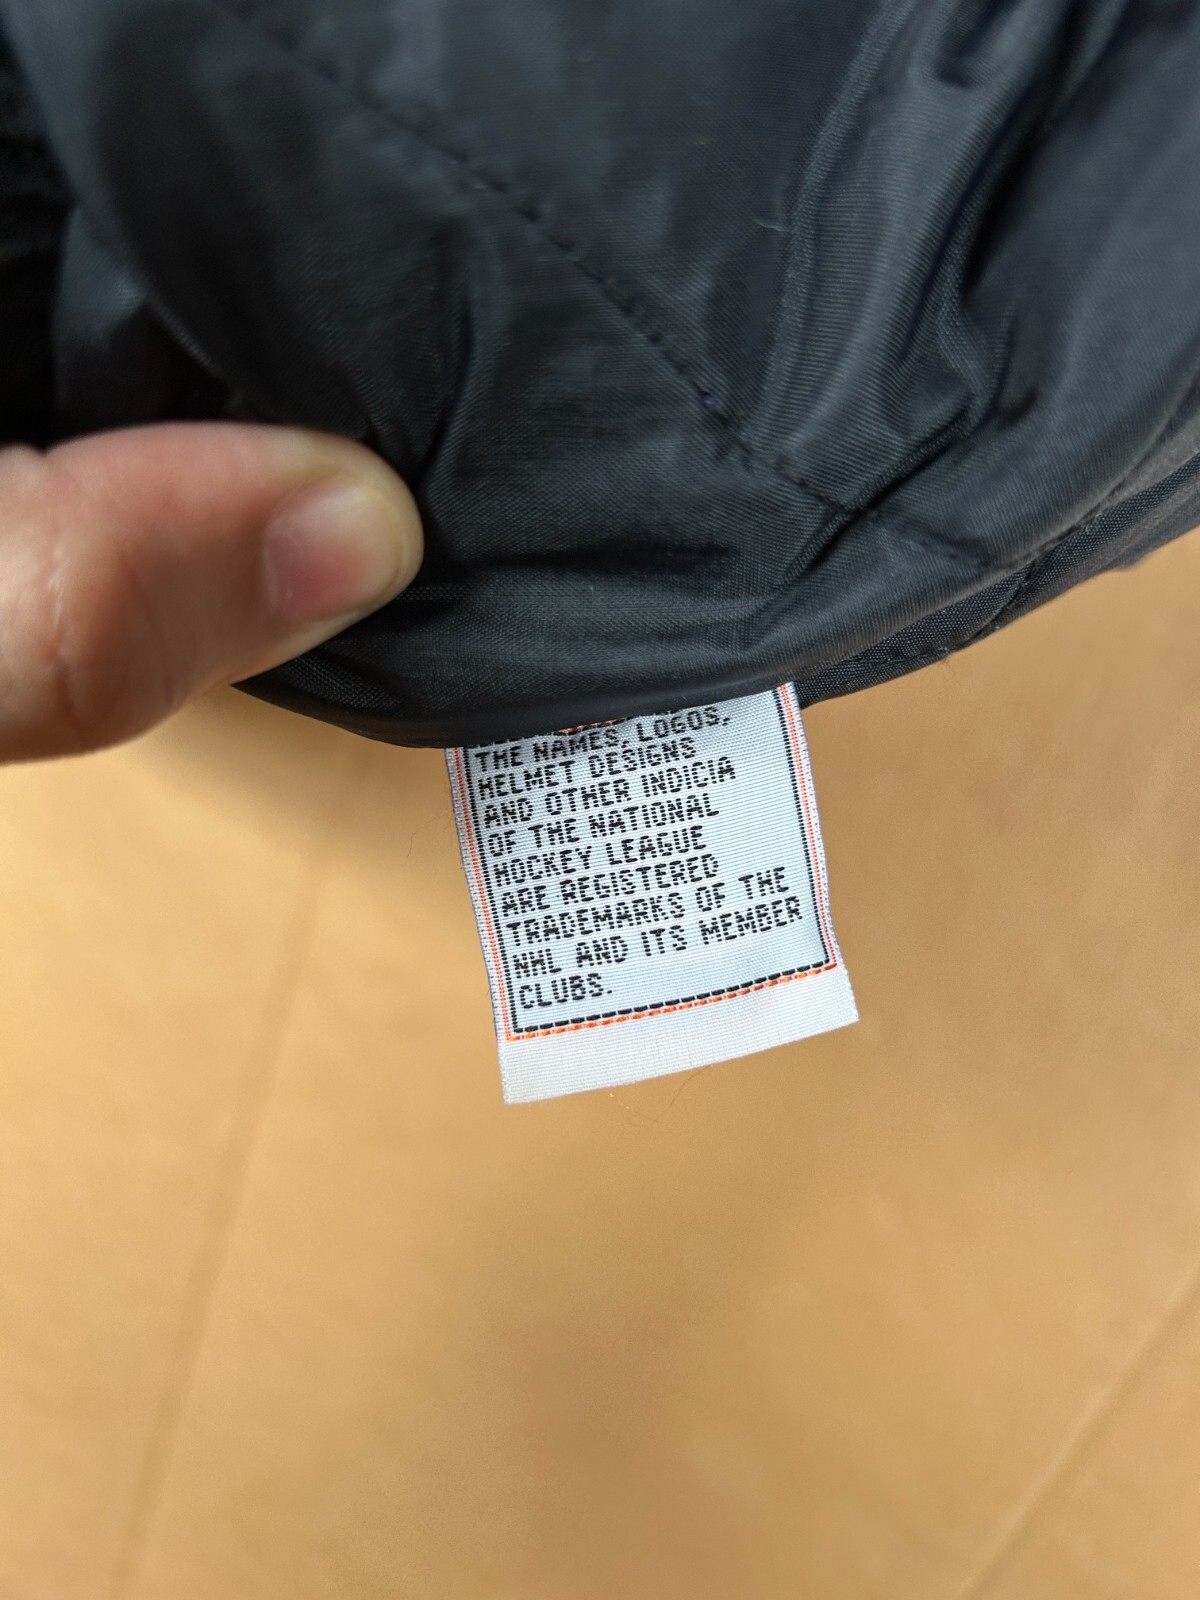 THE NAMES, LOGOS,
HELMET DESIGNS
AND OTHER INDICIA
OF THE NATIONAL
HOCKEY LEAGUE
ARE REGISTERED
TRADEMARKS OF THE
NHL AND ITS MEMBER
CLUBS.